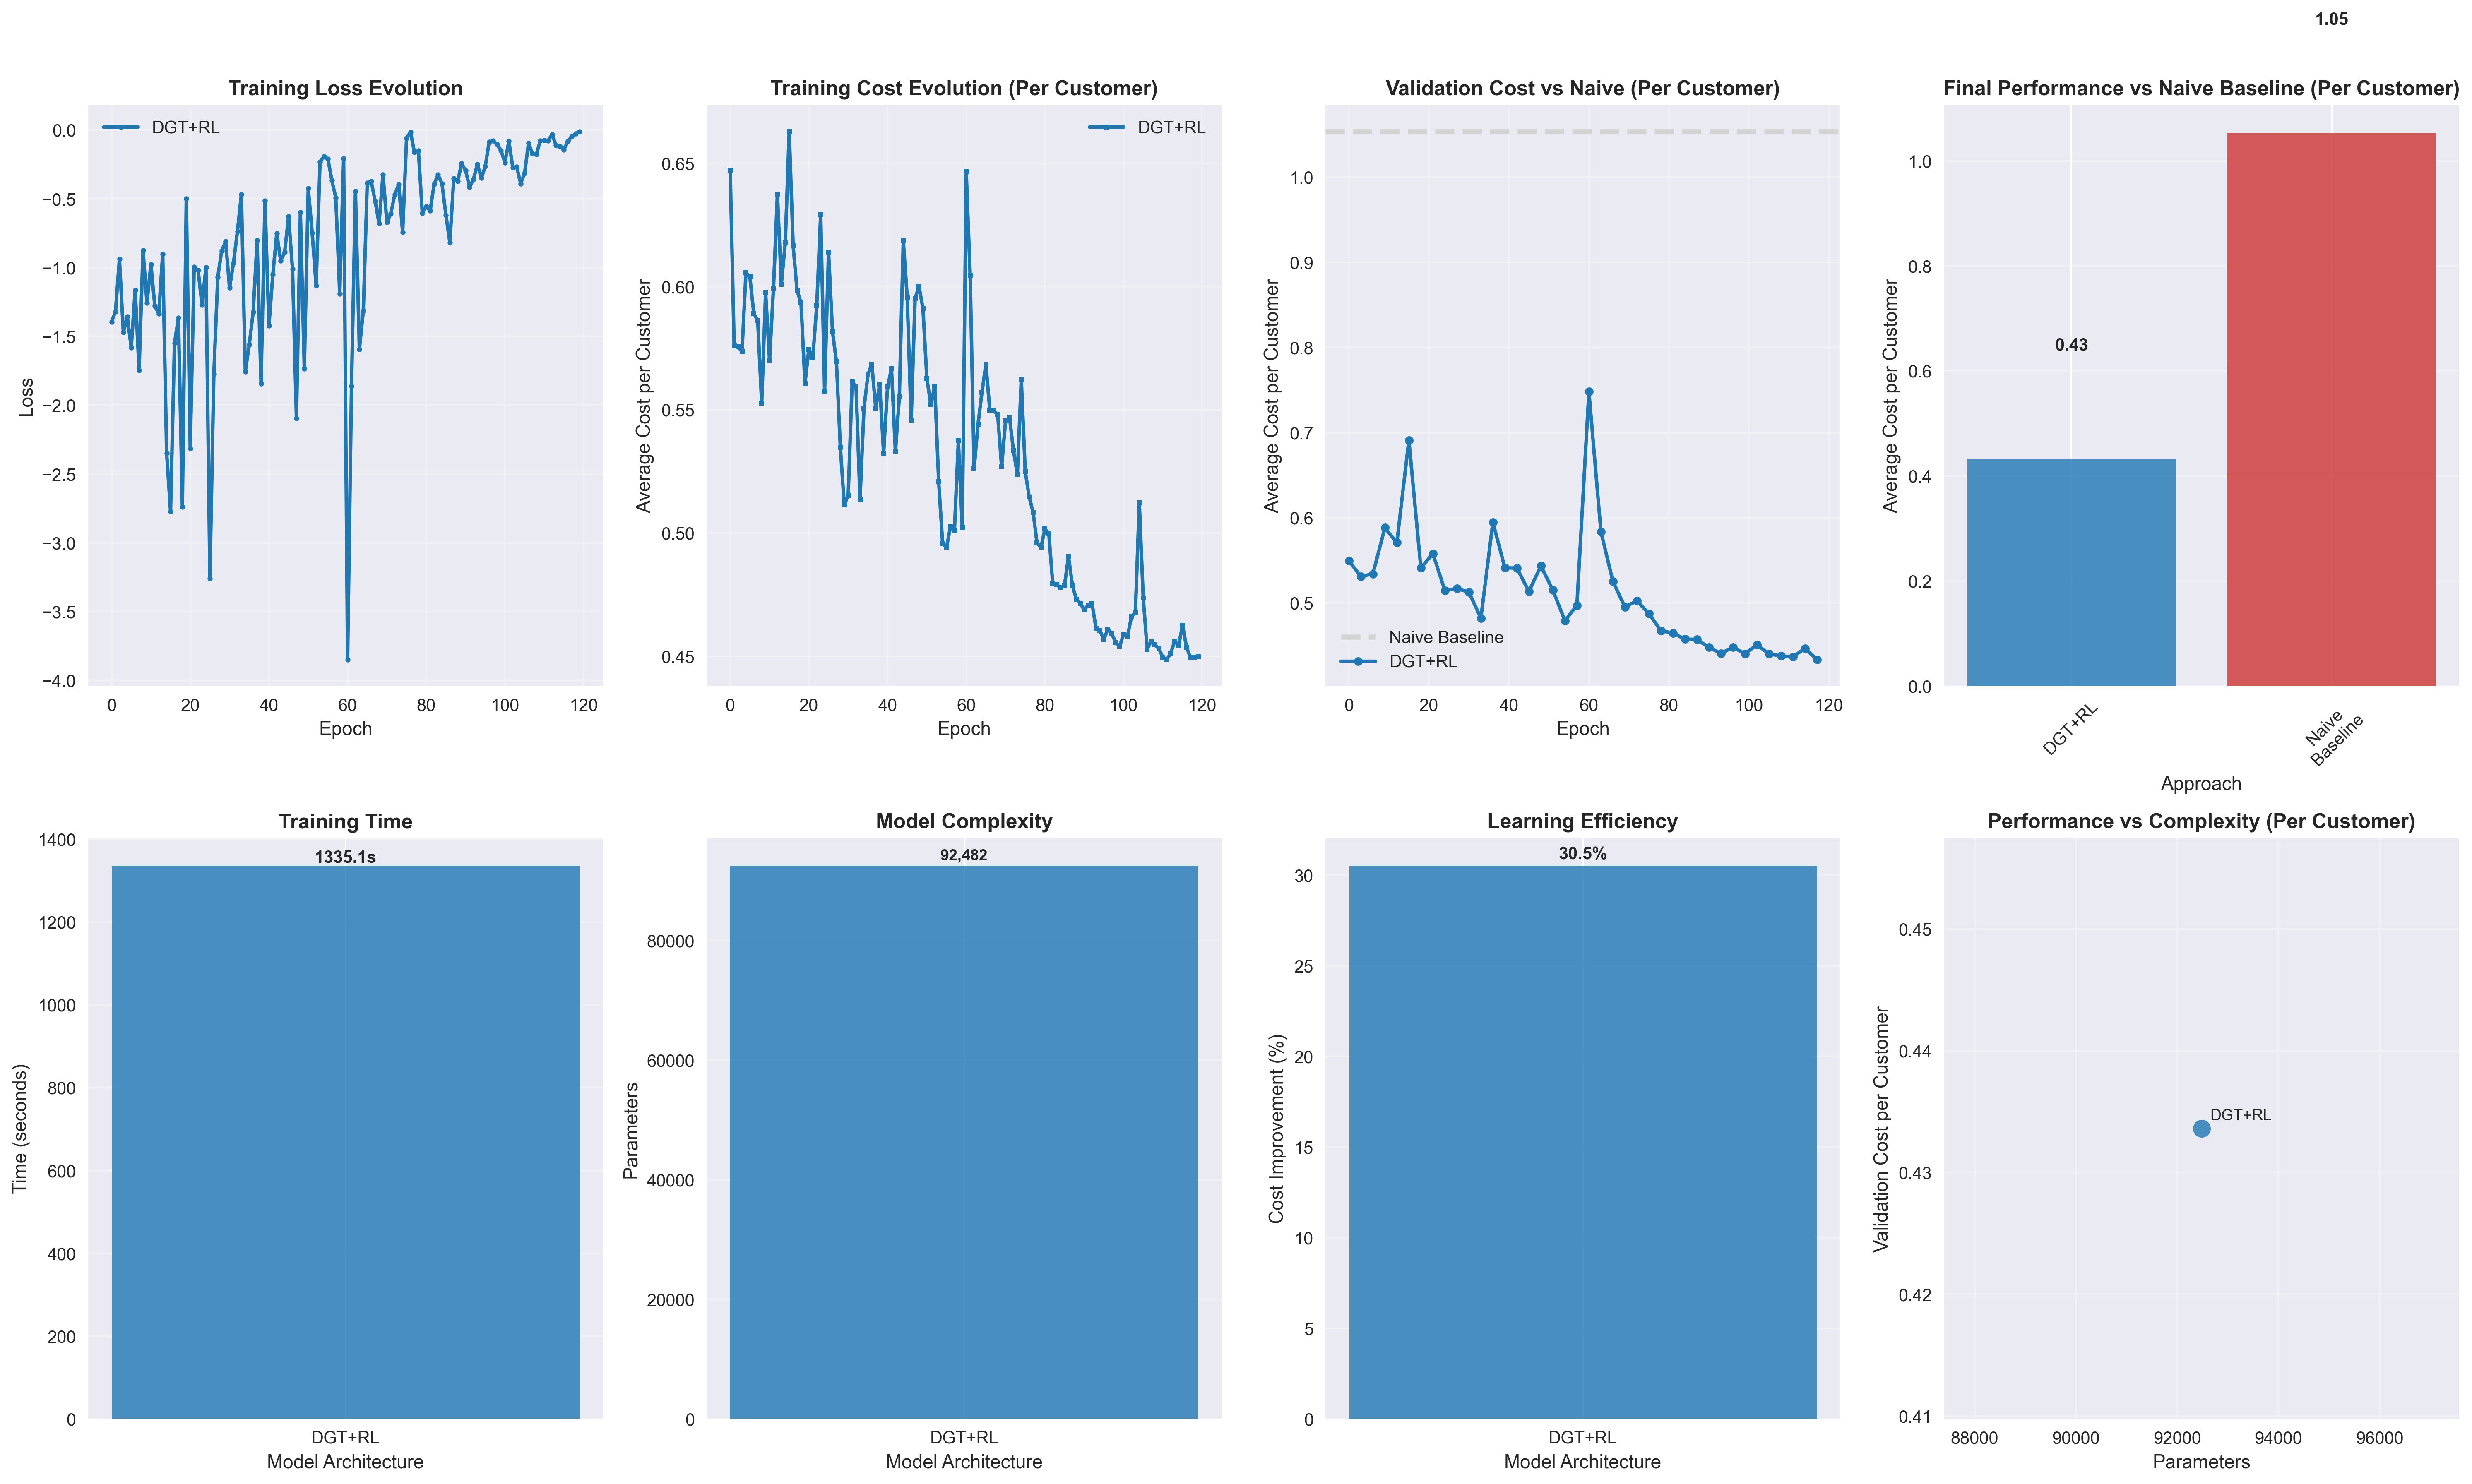 1.05
Training Loss Evolution
DGT+RL
0.0
−0.5
−1.0
−1.5
−2.0
−2.5
−3.0
−3.5
−4.0
Loss
0 20 40 60 80 100 120
Epoch
Training Cost Evolution (Per Customer)
DGT+RL
0.65
0.60
0.55
0.50
0.45
Average Cost per Customer
0 20 40 60 80 100 120
Epoch
Validation Cost vs Naive (Per Customer)
1.0
0.9
0.8
0.7
0.6
0.5
Average Cost per Customer
Naive Baseline
DGT+RL
0 20 40 60 80 100 120
Epoch
Final Performance vs Naive Baseline (Per Customer)
1.0
0.8
0.6
0.4
0.2
0.0
Average Cost per Customer
0.43
DGT+RL
Naive
Baseline
Approach
Training Time
1335.1s
1400
1200
1000
800
600
400
200
0
Time (seconds)
DGT+RL
Model Architecture
Model Complexity
92,482
80000
60000
40000
20000
0
Parameters
DGT+RL
Model Architecture
Learning Efficiency
30.5%
30
25
20
15
10
5
0
Cost Improvement (%)
DGT+RL
Model Architecture
Performance vs Complexity (Per Customer)
0.45
0.44
0.43
0.42
0.41
Validation Cost per Customer
DGT+RL
88000 90000 92000 94000 96000
Parameters